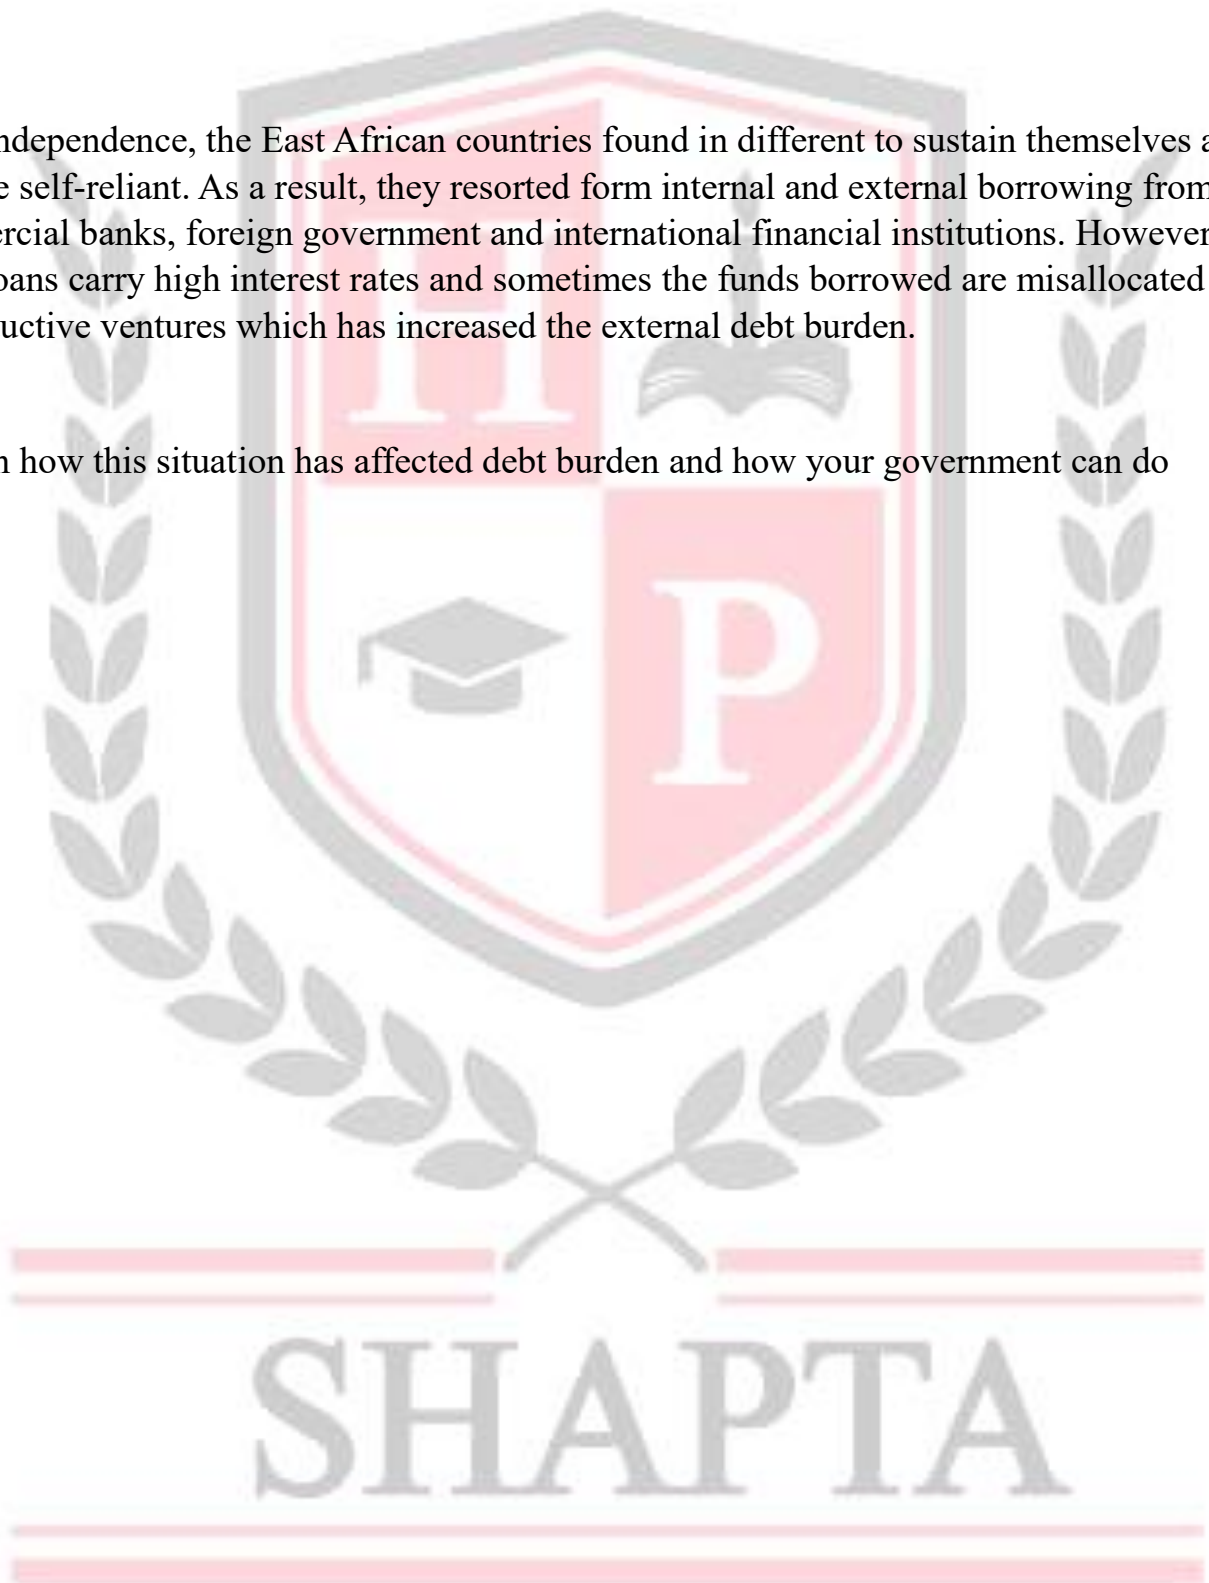 ndependence, the East African countries found in different to sustain themselves a
e self-reliant. As a result, they resorted form internal and external borrowing from
ercial banks, foreign government and international financial institutions. However
oans carry high interest rates and sometimes the funds borrowed are misallocated
uctive ventures which has increased the external debt burden.
n how this situation has affected debt burden and how your government can do
H
P
SHAPTA